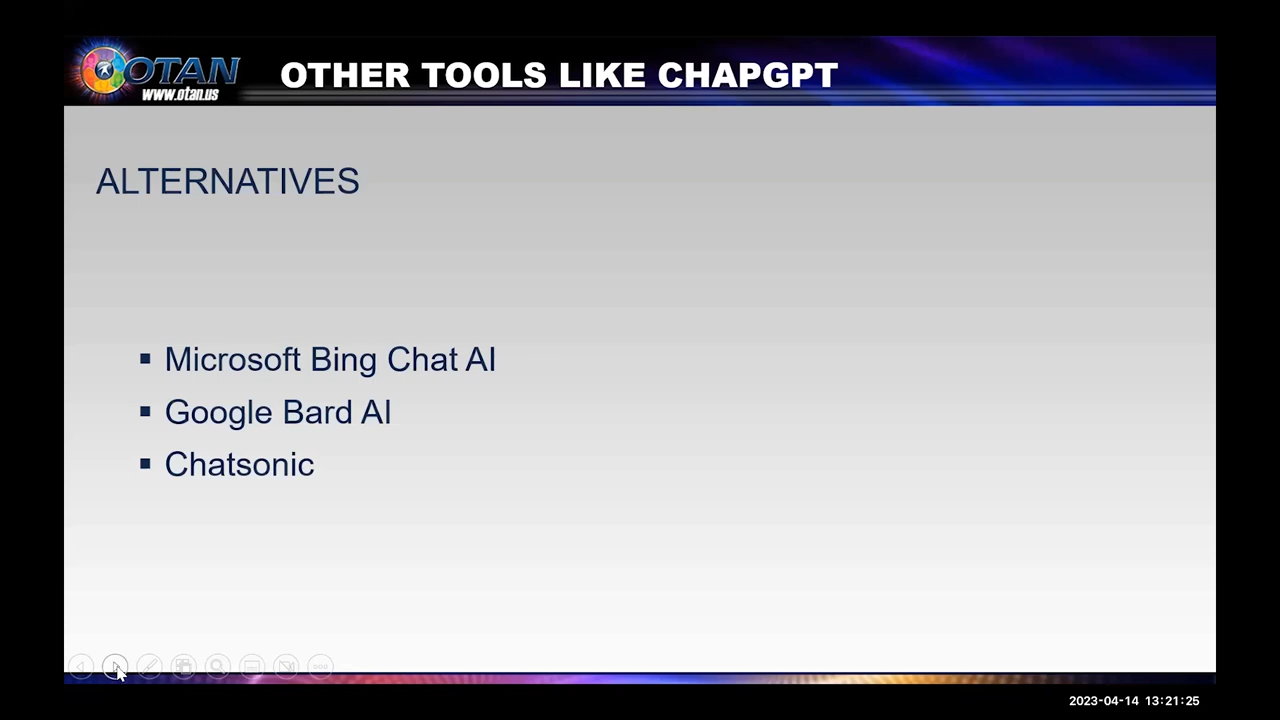 OTAN
www.otan.us
OTHER TOOLS LIKE CHAPGPT
ALTERNATIVES
▪ Microsoft Bing Chat AI
▪ Google Bard AI
▪ Chatsonic
2023-04-14 13:21:25